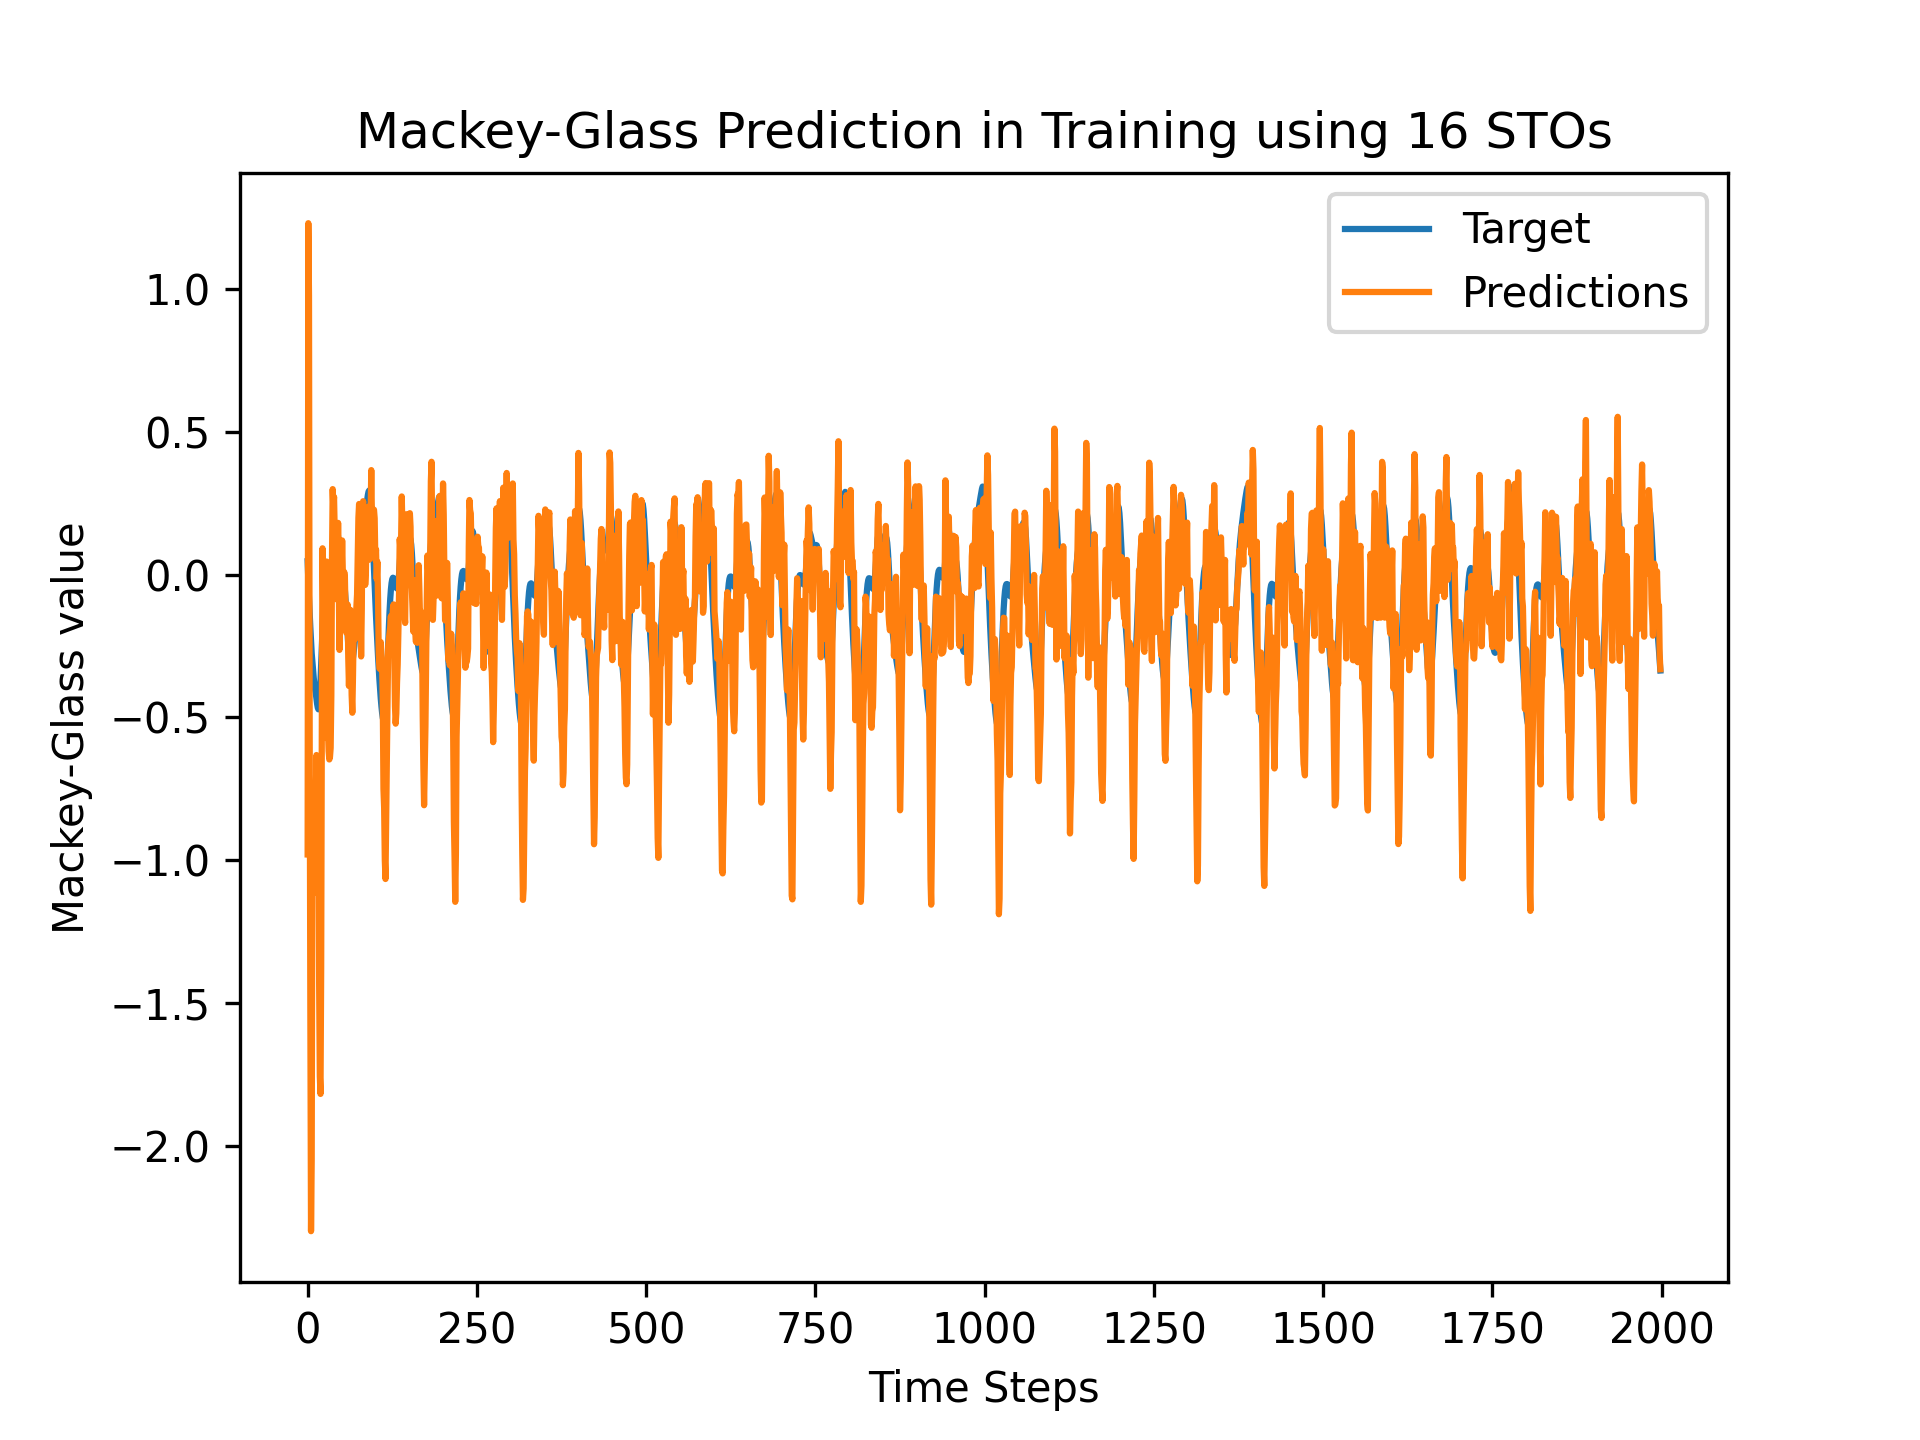 Mackey-Glass Prediction in Training using 16 STOs
Target
Predictions
Mackey-Glass value
1.0
0.5
0.0
−0.5
−1.0
−1.5
−2.0
0 250 500 750 1000 1250 1500 1750 2000
Time Steps